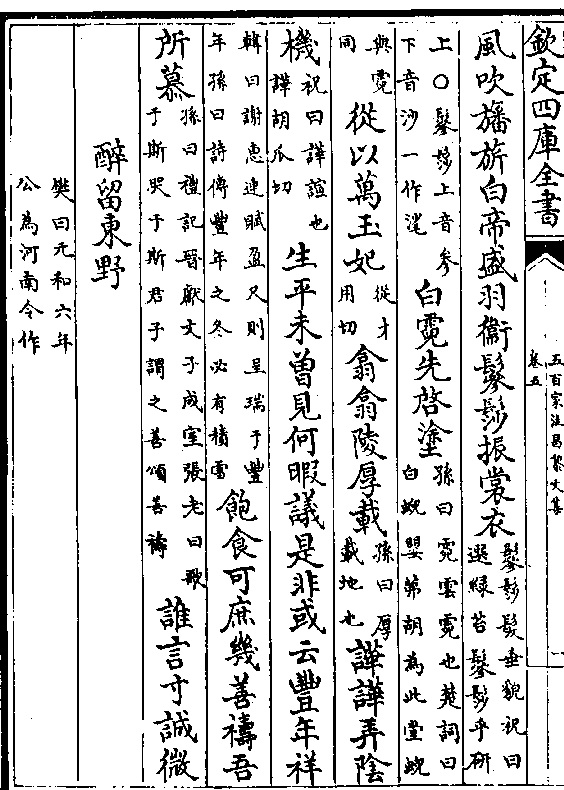 欽定四庫全書
五百家注昌黎文集
卷五
風吹旛旂白帝盛羽衛鬖髿振裳衣
鬖髿髮垂貌祝曰
選緑苔鬖髿乎研
上○鬖髿上音參
下音沙一作
白霓先啓塗
孫曰霓雲霓也楚詞曰
白蜺嬰茀胡為此堂蜺
與霓
同
從以萬玉妃
從才
用切
翕翕陵厚載
孫曰厚
載地也
譁譁弄陰
機
祝曰譁諠也
譁胡瓜切
生平未曾見何暇議是非或云豐年祥
韓曰謝惠連賦盈尺則呈瑞于豐
年孫曰詩傳豐年之冬必有積雪
飽食可庶幾善禱吾
所慕
孫曰禮記晉獻文子成室張老曰歌
于斯哭于斯君子謂之善頌善禱
誰言寸誠微
醉留東野
樊曰元和六年
公為河南令作